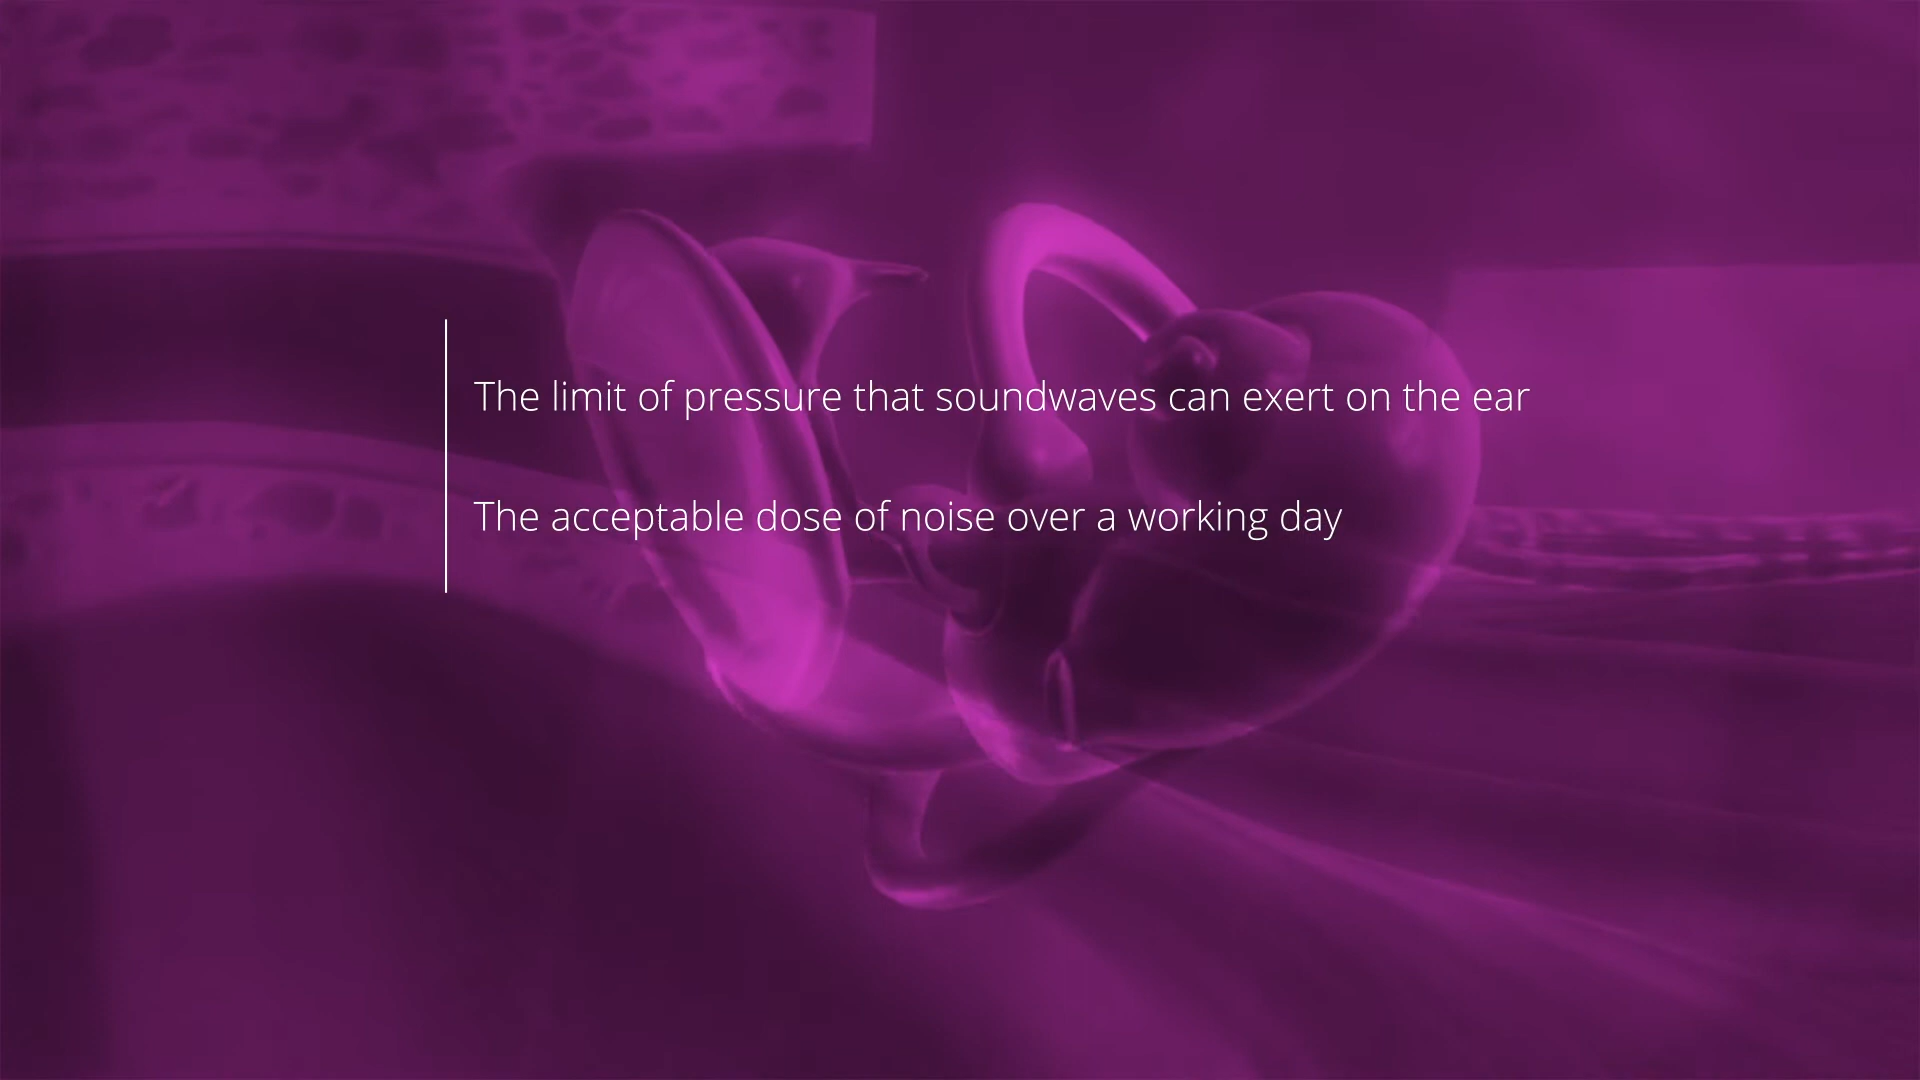 The limit of pressure that soundwaves can exert on the ear
The acceptable dose of noise over a working day